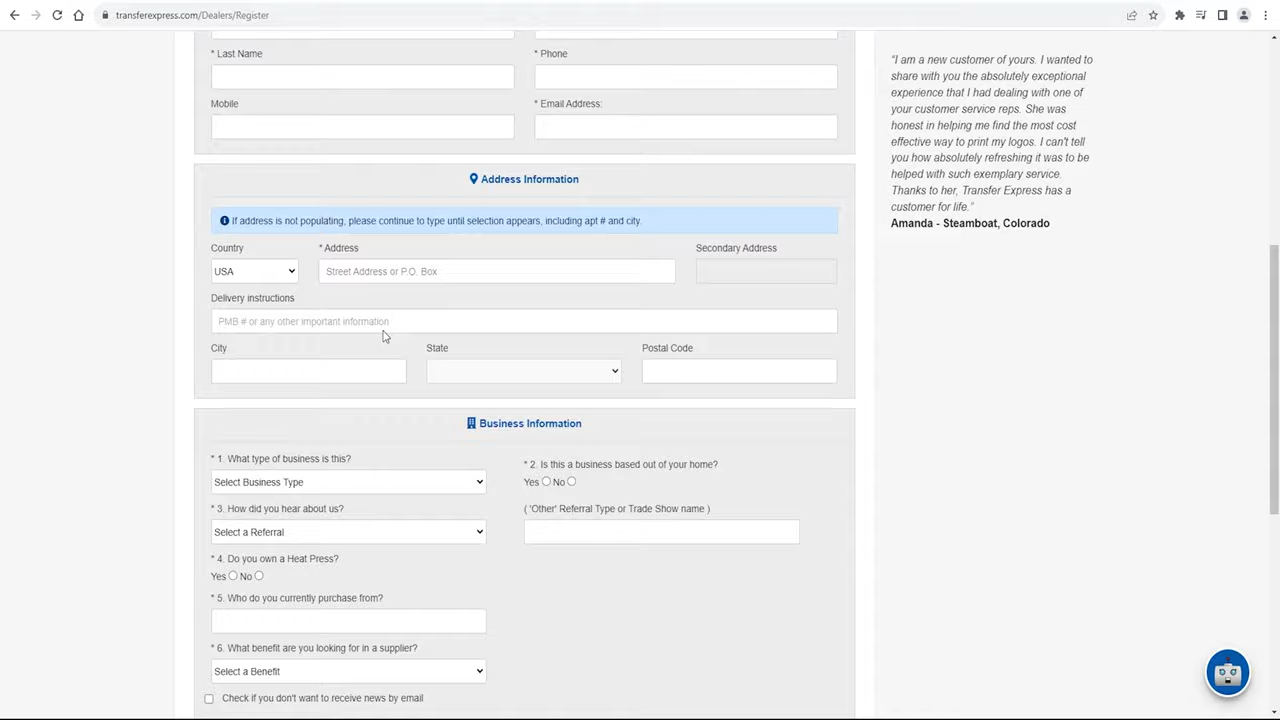 transferexpress.com/Dealers/Register
* Last Name
* Phone
Mobile
* Email Address:
Address Information
If address is not populating, please continue to type until selection appears, including apt # and city.
Country
* Address
Secondary Address
USA
Street Address or P.O. Box
Delivery instructions
PMB # or any other important information
City
State
Postal Code
Business Information
* 1. What type of business is this?
Select Business Type
* 2. Is this a business based out of your home?
Yes No
* 3. How did you hear about us?
Select a Referral
( 'Other' Referral Type or Trade Show name )
* 4. Do you own a Heat Press?
Yes No
* 5. Who do you currently purchase from?
* 6. What benefit are you looking for in a supplier?
Select a Benefit
Check if you don't want to receive news by email
"I am a new customer of yours. I wanted to
share with you the absolutely exceptional
experience that I had dealing with one of
your customer service reps. She was
honest in helping me find the most cost
effective way to print my logos. I can't tell
you how absolutely refreshing it was to be
helped with such exemplary service.
Thanks to her, Transfer Express has a
customer for life."
Amanda - Steamboat, Colorado